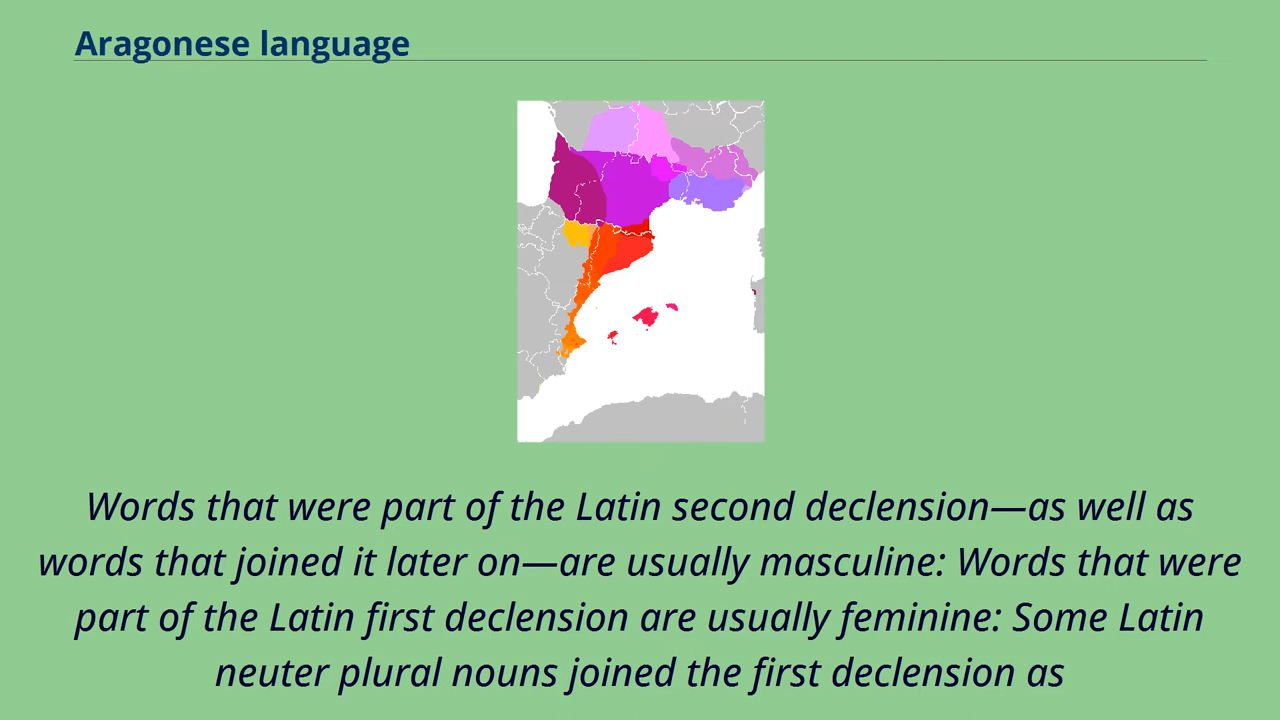 Aragonese language
Words that were part of the Latin second declension—as well as
words that joined it later on—are usually masculine: Words that were
part of the Latin first declension are usually feminine: Some Latin
neuter plural nouns joined the first declension as